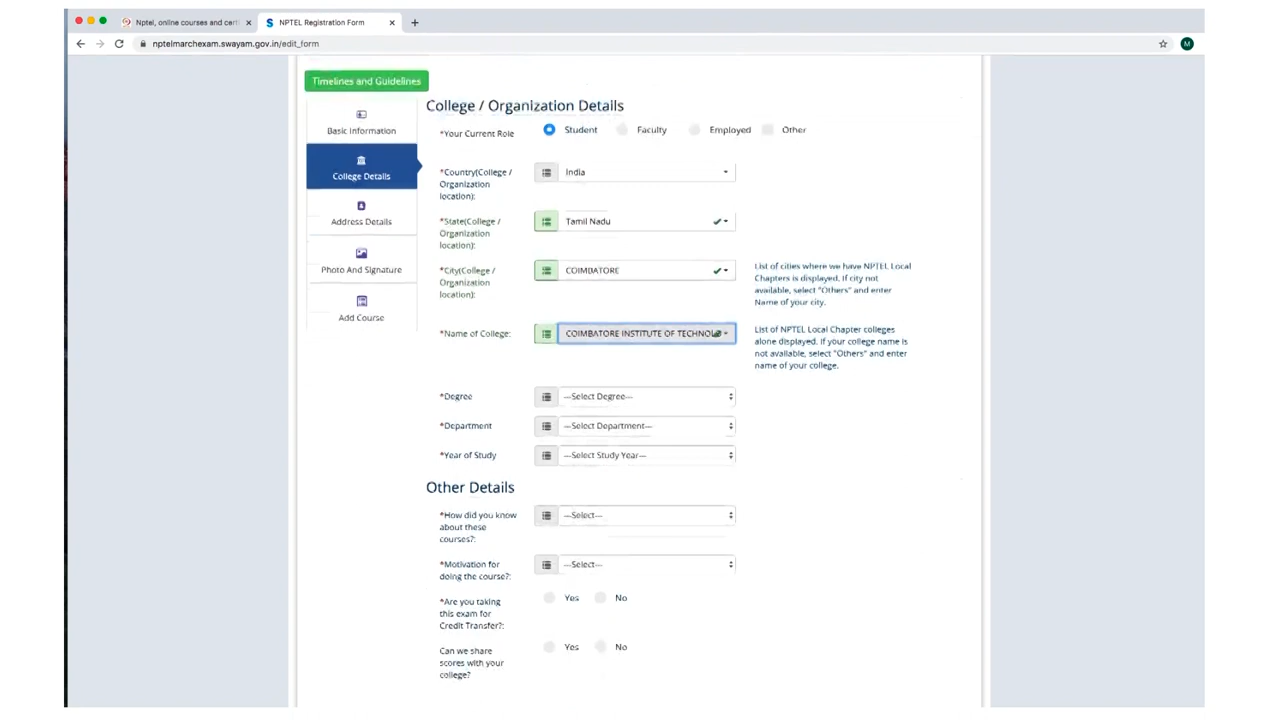 Nptel, online courses and certi
NPTEL Registration Form
nptelmarchexam.swayam.gov.in/edit_form
M
Timelines and Guidelines
Basic Information
College Details
Address Details
Photo And Signature
Add Course
College / Organization Details
*Your Current Role
Student
Faculty
Employed
Other
*Country(College /
Organization
location):
India
*State(College /
Organization
location):
Tamil Nadu
*City(College /
Organization
location):
COIMBATORE
List of cities where we have NPTEL Local
Chapters is displayed. If city not
available, select "Others" and enter
Name of your city.
*Name of College:
COIMBATORE INSTITUTE OF TECHNOL
List of NPTEL Local Chapter colleges
alone displayed. If your college name is
not available, select "Others" and enter
name of your college.
*Degree
---Select Degree---
*Department
---Select Department---
*Year of Study
---Select Study Year---
Other Details
*How did you know
about these
courses?:
---Select---
*Motivation for
doing the course?:
---Select---
*Are you taking
this exam for
Credit Transfer?:
Yes
No
Can we share
scores with your
college?
Yes
No